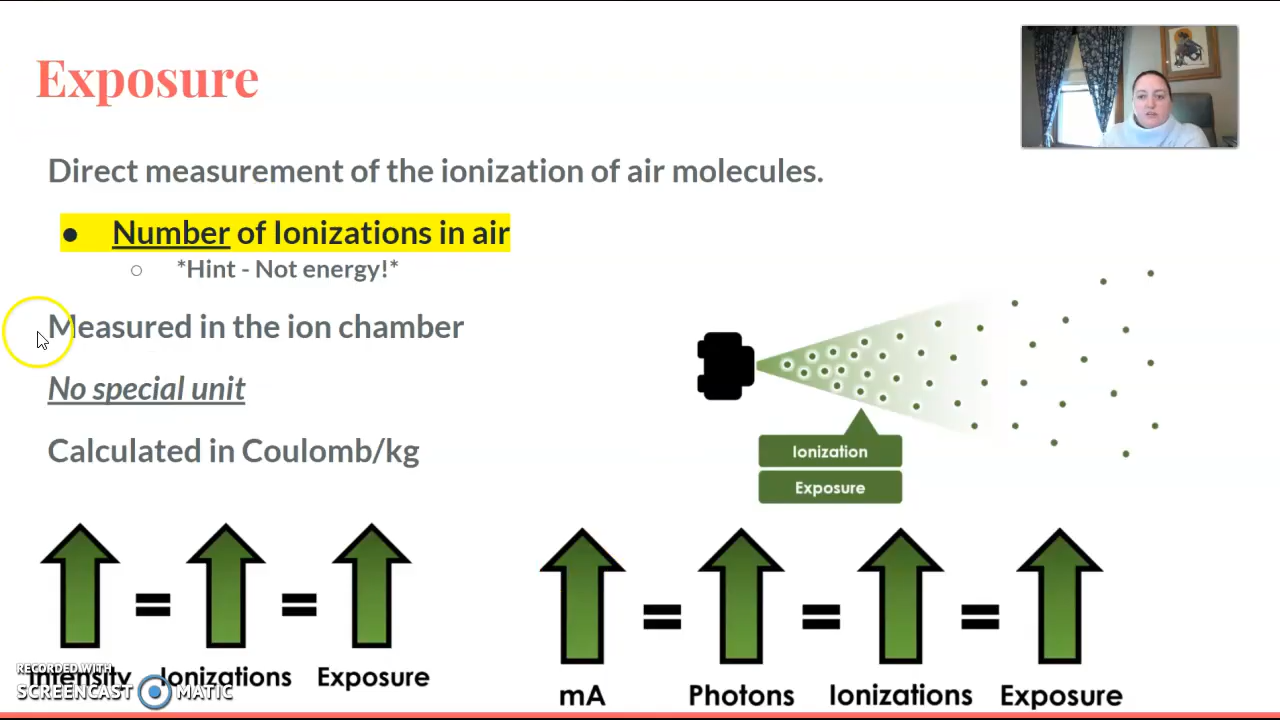 Exposure
Direct measurement of the ionization of air molecules.
● Number of Ionizations in air
○ *Hint - Not energy!*
Measured in the ion chamber
No special unit
Calculated in Coulomb/kg
Ionization
Exposure
= =
Intensity Ionizations Exposure
= = =
mA Photons Ionizations Exposure
RECORDED WITH
SCREENCAST MATIC